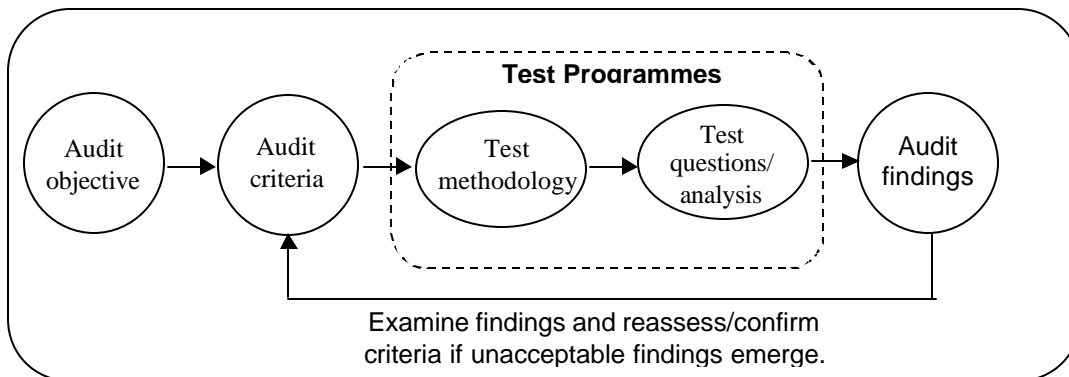 Test Programmes
Audit
objective
Audit
criteria
Test
methodology
Test
questions/
analysis
Audit
findings
Examine findings and reassess/confirm
criteria if unacceptable findings emerge.